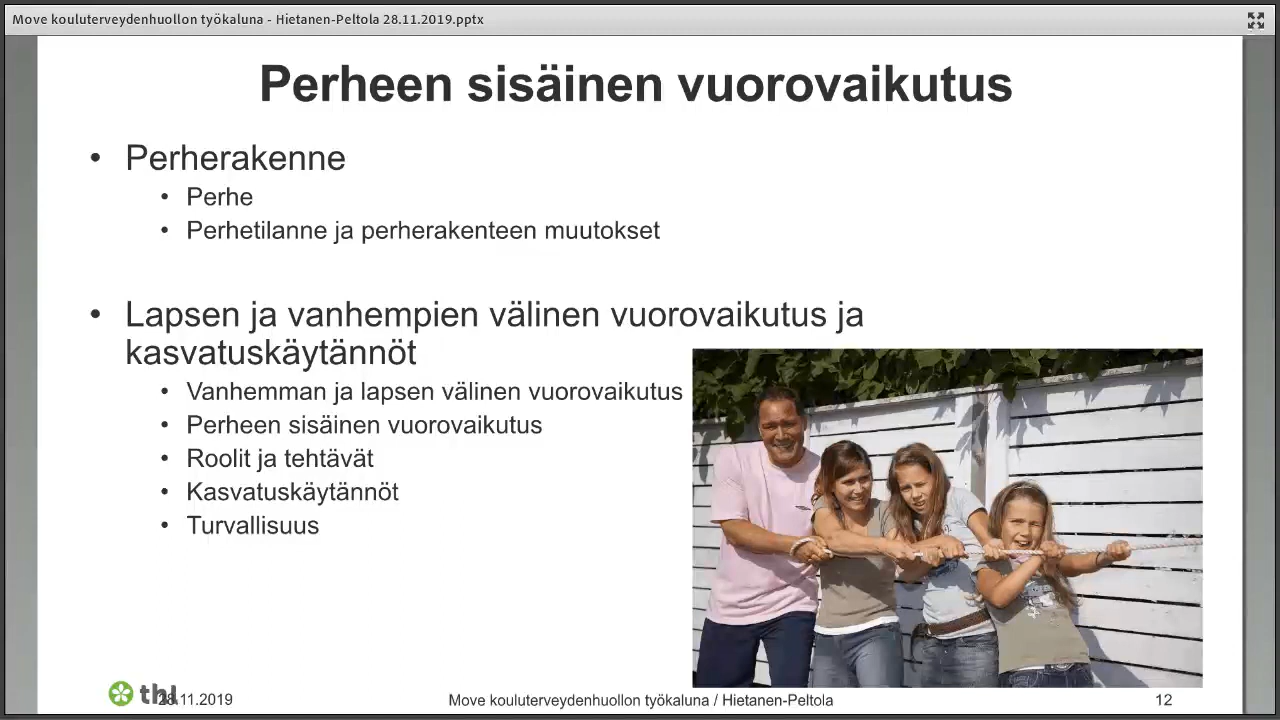 Move kouluterveydenhuollon työkaluna - Hietanen-Peltola 28.11.2019.pptx
Perheen sisäinen vuorovaikutus
• Perherakenne
• Perhe
• Perhetilanne ja perherakenteen muutokset
• Lapsen ja vanhempien välinen vuorovaikutus ja
kasvatuskäytännöt
• Vanhemman ja lapsen välinen vuorovaikutus
• Perheen sisäinen vuorovaikutus
• Roolit ja tehtävät
• Kasvatuskäytännöt
• Turvallisuus
thl
28.11.2019
Move kouluterveydenhuollon työkaluna / Hietanen-Peltola
12